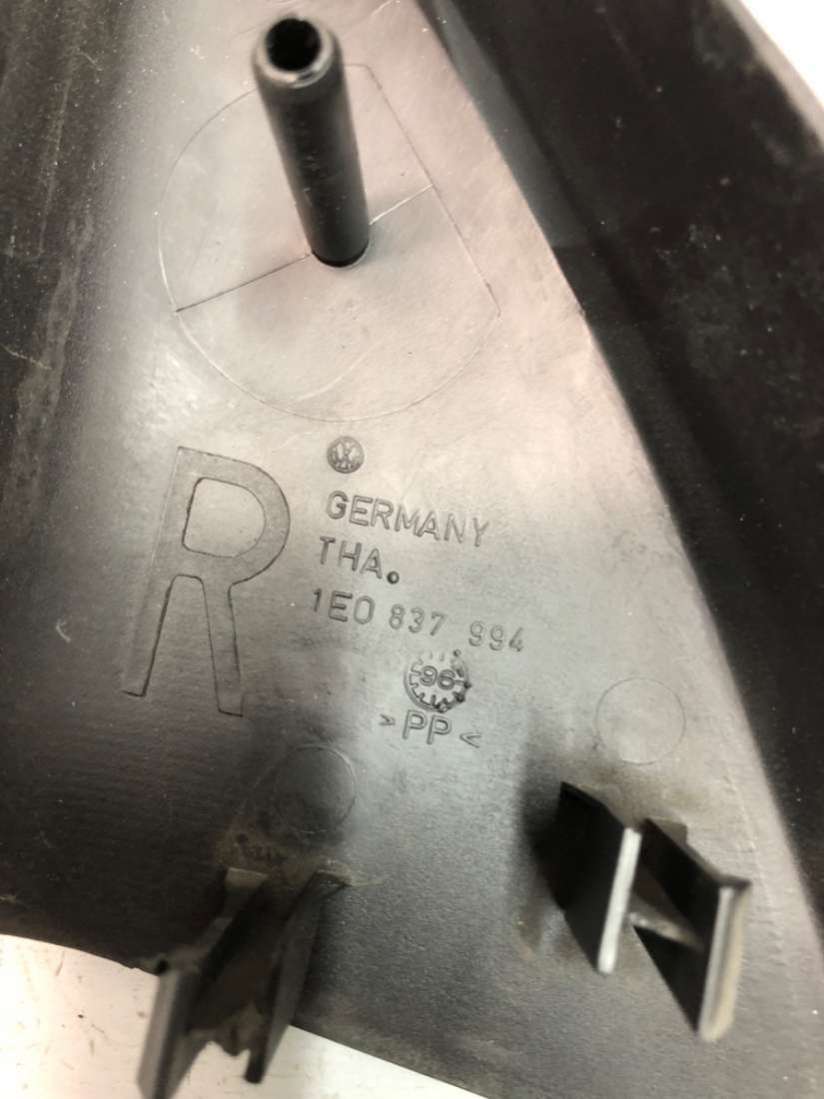 R
GERMANY
THA.
1E0 837 994
96
>PP<